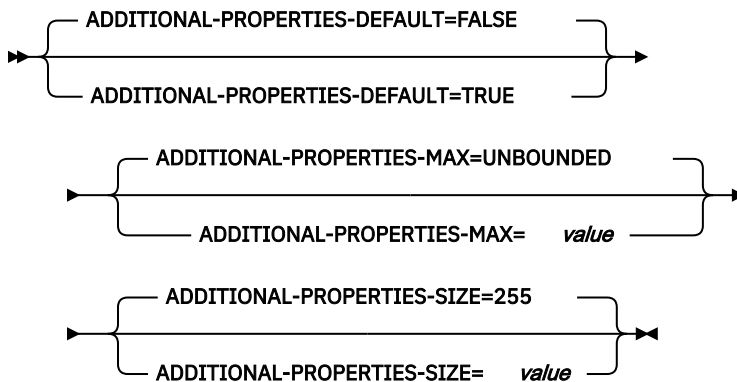 ADDITIONAL-PROPERTIES-DEFAULT=FALSE
ADDITIONAL-PROPERTIES-DEFAULT=TRUE
ADDITIONAL-PROPERTIES-MAX=UNBOUNDED
ADDITIONAL-PROPERTIES-MAX= value
ADDITIONAL-PROPERTIES-SIZE=255
ADDITIONAL-PROPERTIES-SIZE= value